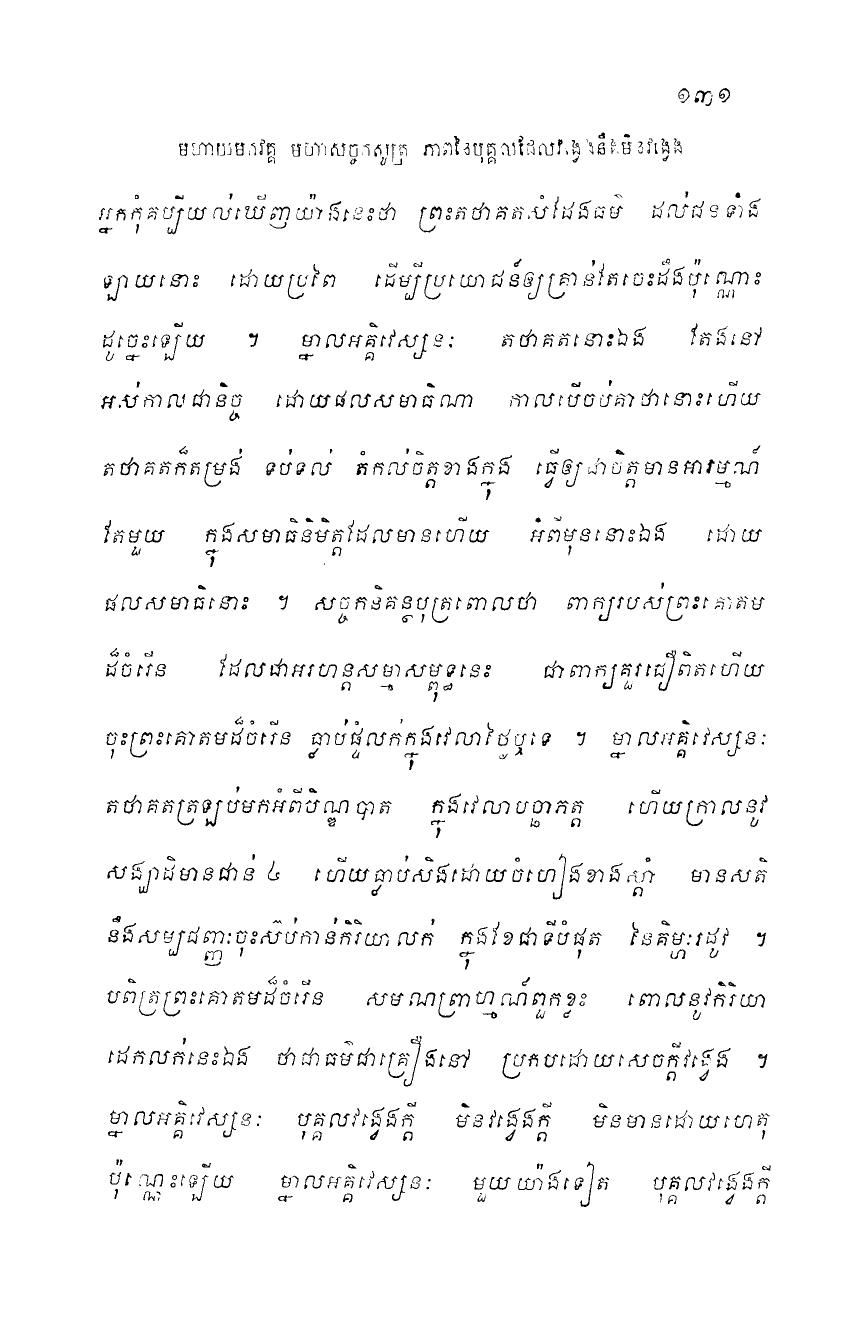 ១៣១
មហាយមកវគ្គ មហាសច្ចកសូត្រ ភាពនៃបុគ្គលដែលវង្វេងនឹងមិនវង្វេង
អ្នកកុំគប្បីយល់ឃើញយ៉ាងនេះថា ព្រះតថាគតសំដែងធម៌ ដល់ជនទាំង
ឡាយនោះ ដោយប្រពៃ ដើម្បីប្រយោជន៍ឲ្យគ្រាន់តែចេះដឹងប៉ុណ្ណោះ
ដូច្នេះឡើយ ។ ម្នាលអគ្គិវេស្សនៈ តថាគតនោះឯង តែងនៅ
អស់កាលជានិច្ច ដោយផលសមាធិណា កាលបើចប់គាថានោះហើយ
តថាគតក៏តម្រង់ ទប់ទល់ តំកល់ចិត្តខាងក្នុង ធ្វើឲ្យជាចិត្តមានអារម្មណ៍
តែមួយ ក្នុងសមាធិនិមិត្តដែលមានហើយ អំពីមុននោះឯង ដោយ
ផលសមាធិនោះ ។ សច្ចកនិគន្ថបុត្រពោលថា ពាក្យរបស់ព្រះគោតម
ដ៏ចំរើន ដែលជាអរហន្តសម្មាសម្ពុទ្ធនេះ ជាពាក្យគួរជឿពិតហើយ
ចុះព្រះគោតមដ៏ចំរើន ធ្លាប់ផ្ទំលក់ក្នុងវេលាថ្ងៃឬទេ ។ ម្នាលអគ្គិវេស្សនៈ
តថាគតត្រឡប់មកអំពីបិណ្ឌបាត ក្នុងវេលាបច្ឆាភត្ត ហើយក្រាលនូវ
សង្ឃាដិមានជាន់ ៤ ហើយធ្លាប់សិងដោយចំហៀងខាងស្តាំ មានសតិ
នឹងសម្បជញ្ញៈចុះស៊ប់កាន់កិរិយាលក់ ក្នុងខែជាទីបំផុត នៃគិម្ហៈរដូវ ។
បពិត្រព្រះគោតមដ៏ចំរើន សមណព្រាហ្មណ៍ពួកខ្លះ ពោលនូវកិរិយា
ដេកលក់នេះឯង ថាជាធម៌ជាគ្រឿងនៅ ប្រកបដោយសេចក្តីវង្វេង ។
ម្នាលអគ្គិវេស្សនៈ បុគ្គលវង្វេងក្តី មិនវង្វេងក្តី មិនមានដោយហេតុ
ប៉ុណ្ណេះឡើយ ម្នាលអគ្គិវេស្សនៈ មួយយ៉ាងទៀត បុគ្គលវង្វេងក្តី